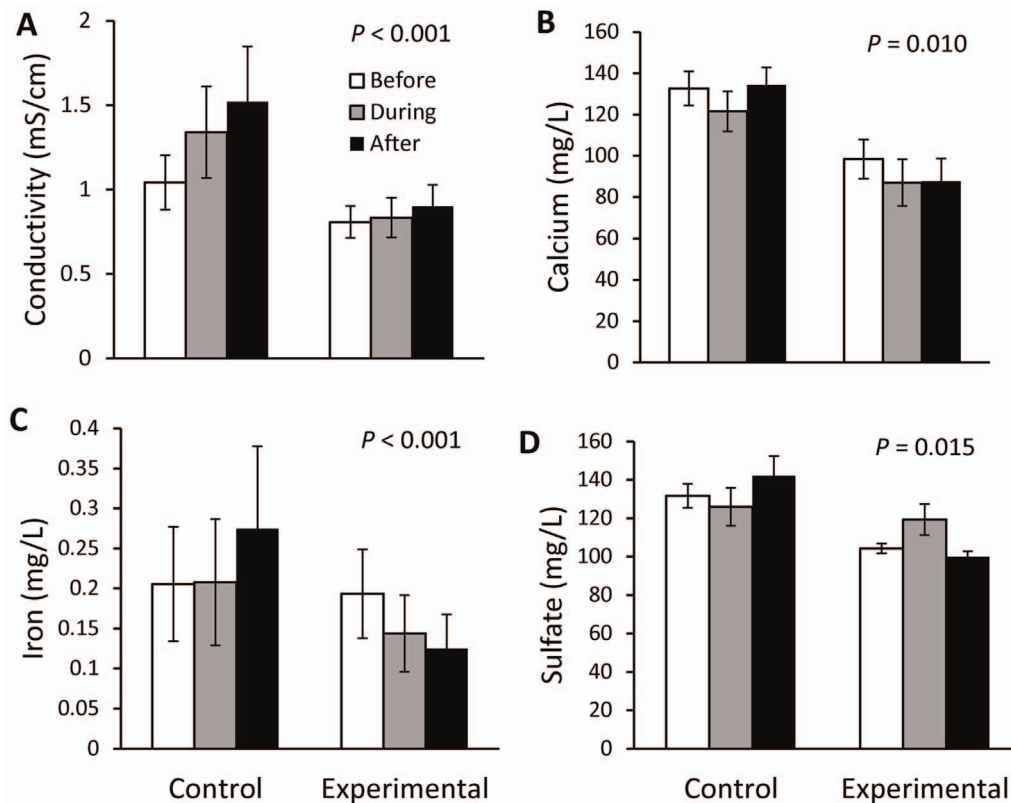 A
Conductivity (mS/cm)
2
1.5
1
0.5
0
P < 0.001
Before
During
After
B
Calcium (mg/L)
160
140
120
100
80
60
40
20
0
P = 0.010
C
Iron (mg/L)
0.4
0.35
0.3
0.25
0.2
0.15
0.1
0.05
0
P < 0.001
Control
Experimental
D
Sulfate (mg/L)
160
140
120
100
80
60
40
20
0
P = 0.015
Control
Experimental